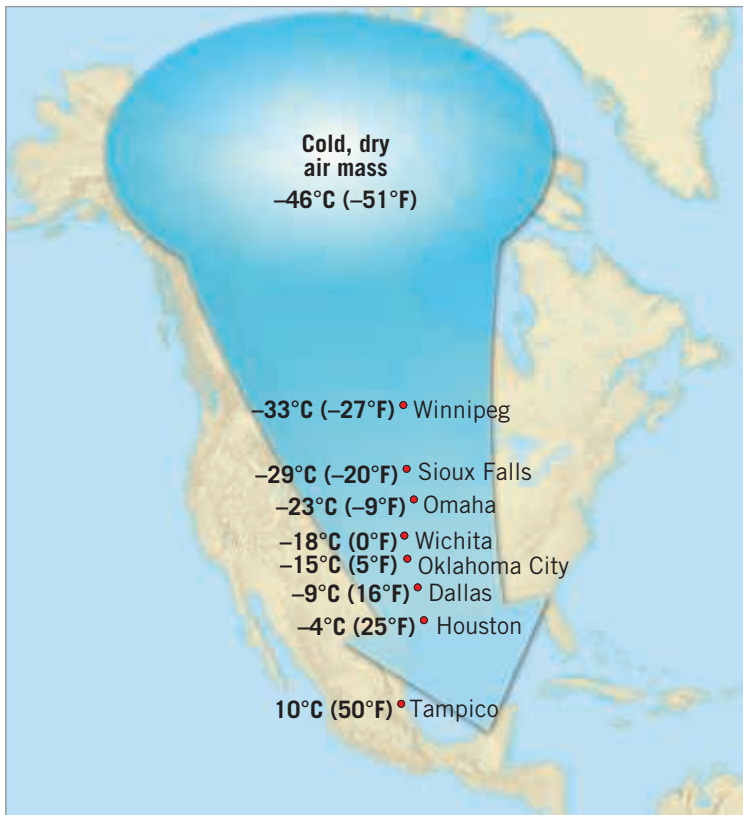 Cold, dry
air mass
–46°C (–51°F)
–33°C (–27°F) Winnipeg
–29°C (–20°F) Sioux Falls
–23°C (–9°F) Omaha
–18°C (0°F) Wichita
–15°C (5°F) Oklahoma City
–9°C (16°F) Dallas
–4°C (25°F) Houston
10°C (50°F) Tampico